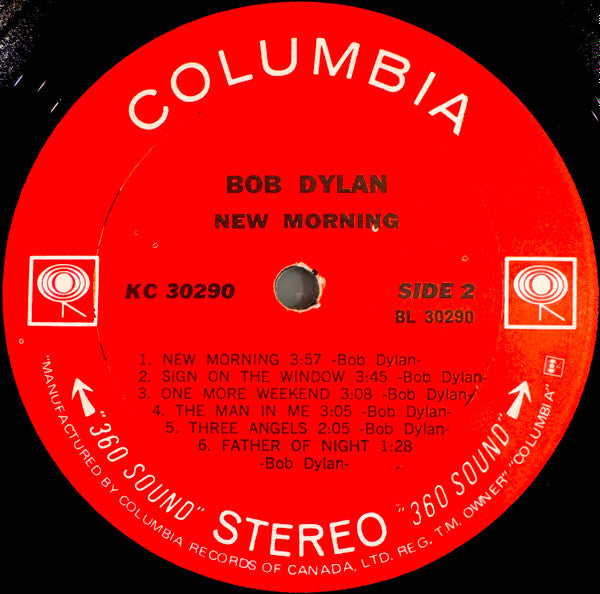 COLUMBIA
BOB DYLAN
NEW MORNING
KC 30290
SIDE 2
BL 30290
1. NEW MORNING 3:57 -Bob Dylan-
2. SIGN ON THE WINDOW 3:45 -Bob Dylan-
3. ONE MORE WEEKEND 3:08 -Bob Dylan-
4. THE MAN IN ME 3:05 -Bob Dylan-
5. THREE ANGELS 2:05 -Bob Dylan-
6. FATHER OF NIGHT 1:28
-Bob Dylan-
"360 SOUND" STEREO "360 SOUND"
"MANUFACTURED BY COLUMBIA RECORDS OF CANADA, LTD. REG. T.M. OWNER" "COLUMBIA"